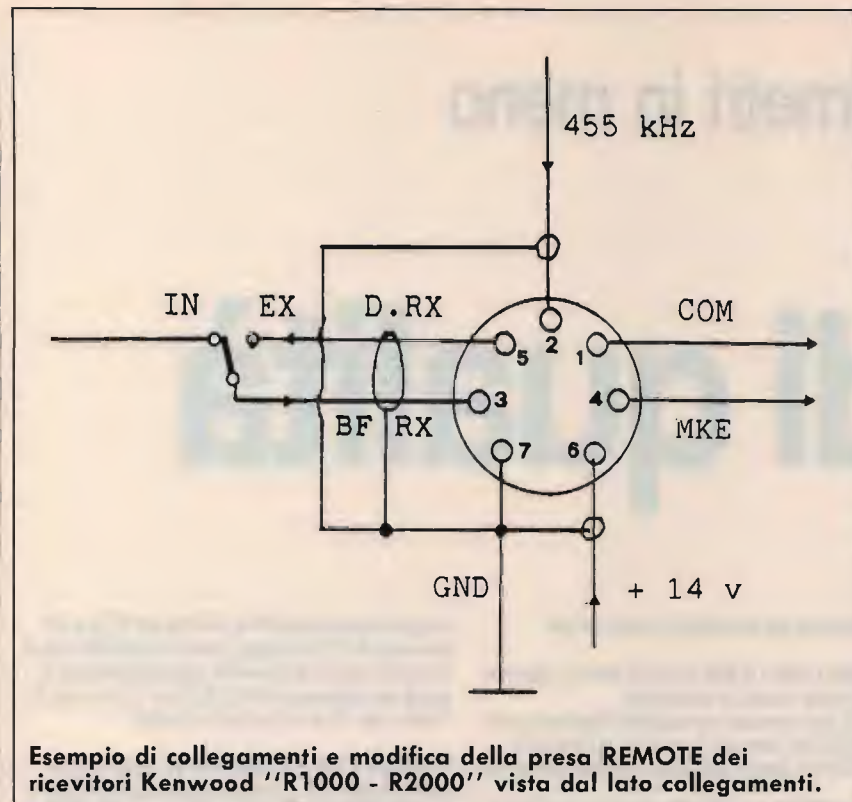 455 kHz
IN EX D.RX COM
5 2 1
3 4
BF RX MKE
7 6
GND + 14 v
Esempio di collegamenti e modifica della presa REMOTE dei
ricevitori Kenwood "R1000 - R2000" vista dal lato collegamenti.